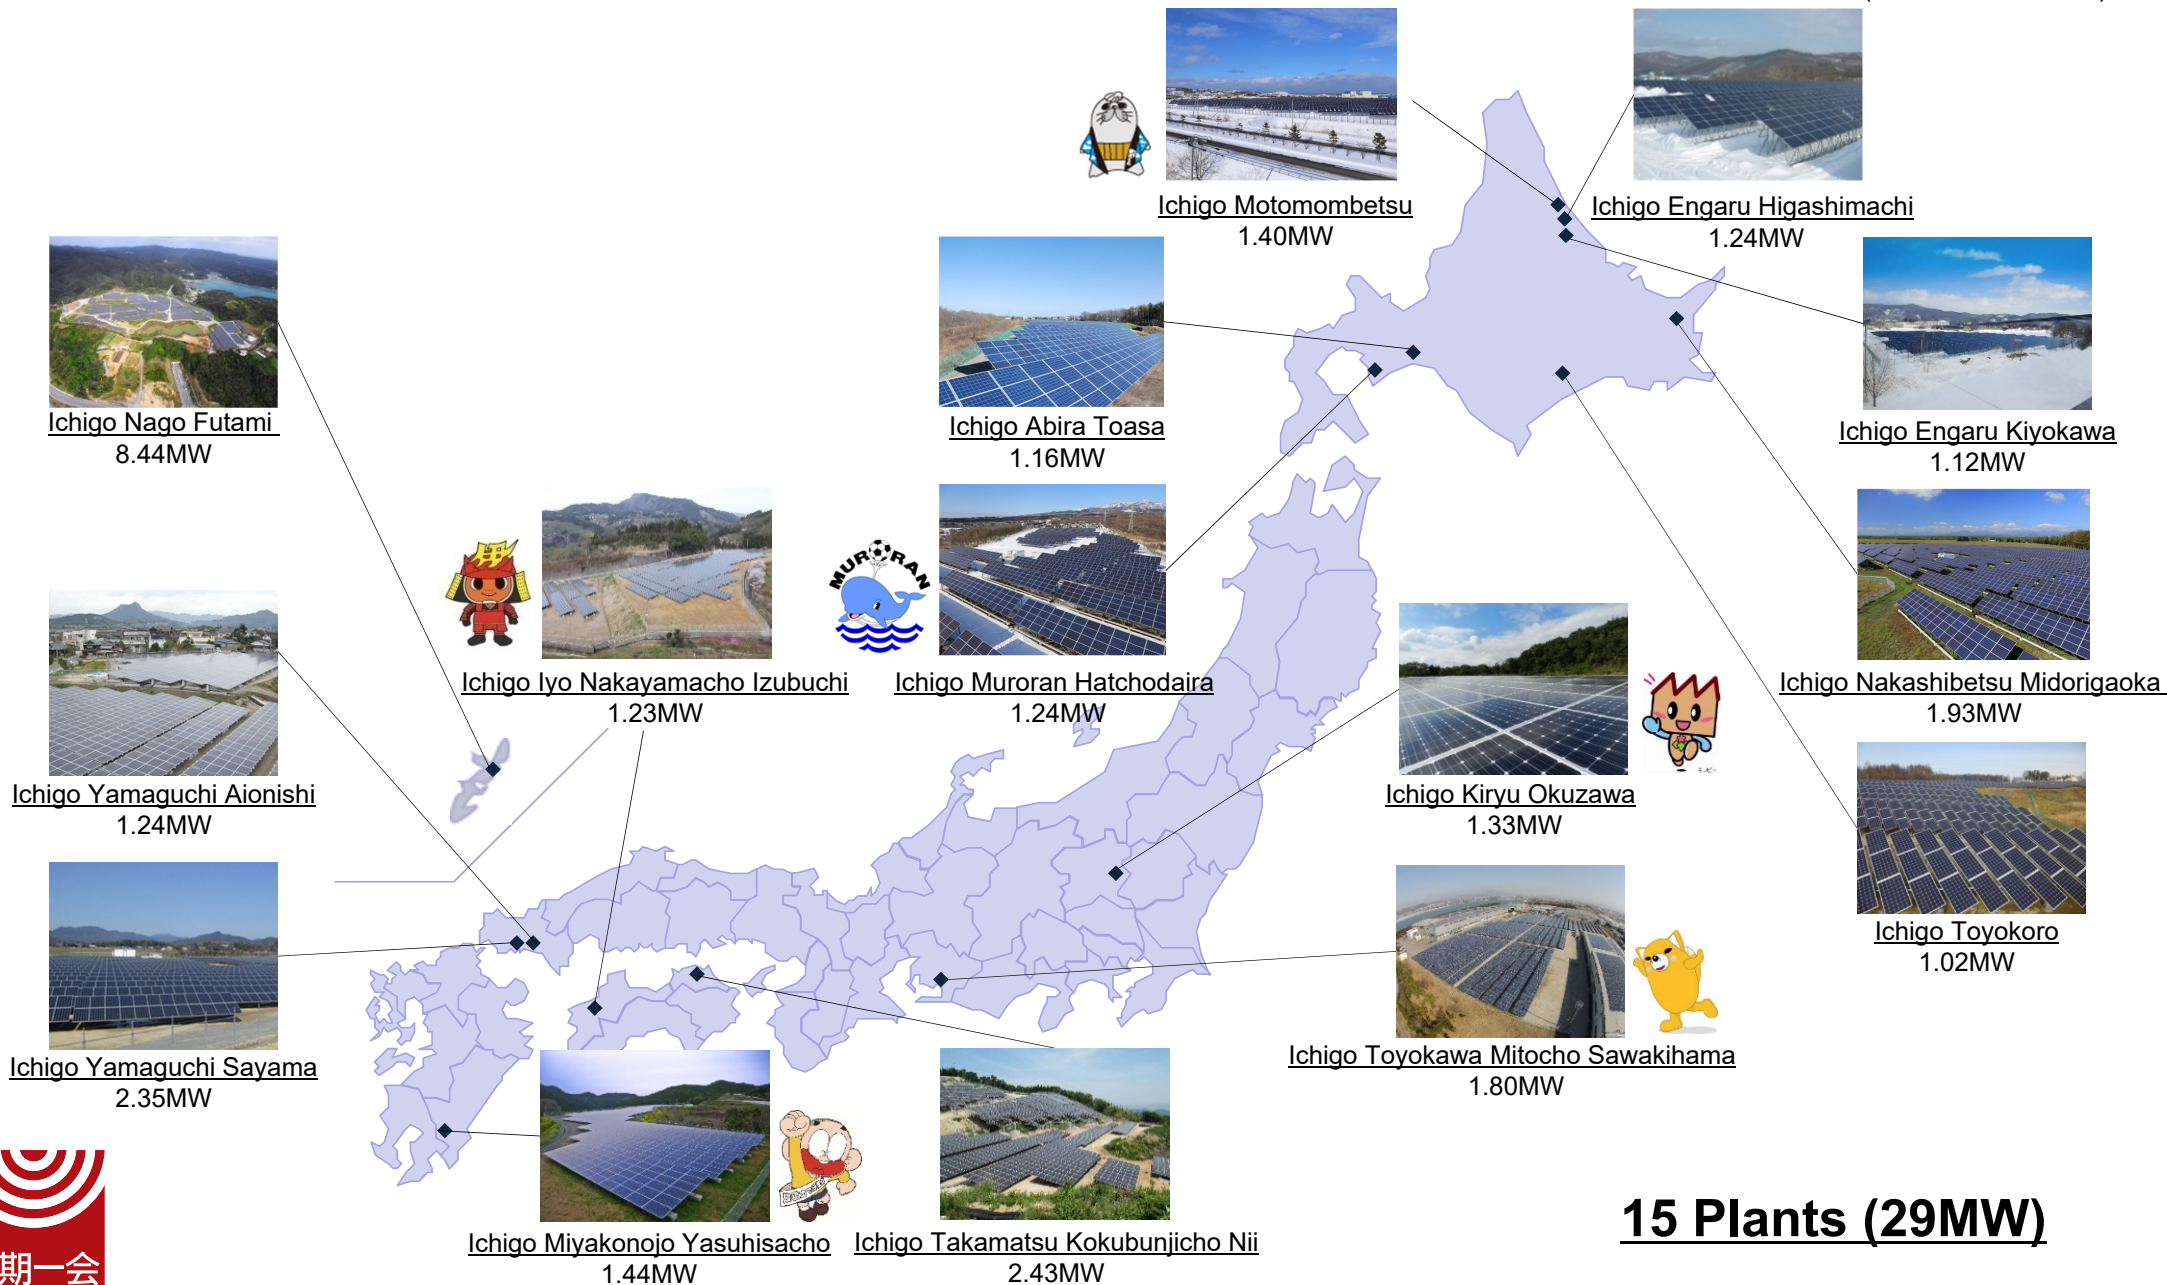 Ichigo Motomombetsu
1.40MW
Ichigo Engaru Higashimachi
1.24MW
Ichigo Nago Futami
8.44MW
Ichigo Abira Toasa
1.16MW
Ichigo Engaru Kiyokawa
1.12MW
MURORAN
Ichigo Iyo Nakayamacho Izubuchi
1.23MW
Ichigo Muroran Hatchodaira
1.24MW
Ichigo Nakashibetsu Midorigaoka
1.93MW
Ichigo Yamaguchi Aionishi
1.24MW
Ichigo Kiryu Okuzawa
1.33MW
Ichigo Toyokoro
1.02MW
Ichigo Yamaguchi Sayama
2.35MW
Ichigo Toyokawa Mitocho Sawakihama
1.80MW
Ichigo Miyakonojo Yasuhisacho
1.44MW
Ichigo Takamatsu Kokubunjicho Nii
2.43MW
15 Plants (29MW)
期一会